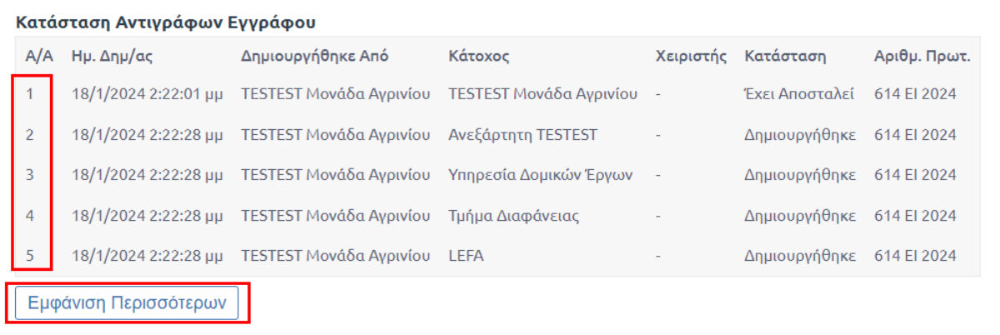 Κατάσταση Αντιγράφων Εγγράφου
Α/Α Ημ. Δημ/ας Δημιουργήθηκε Από Κάτοχος Χειριστής Κατάσταση Αριθμ. Πρωτ.
1 18/1/2024 2:22:01 μμ TESTEST Μονάδα Αγρινίου TESTEST Μονάδα Αγρινίου - Έχει Αποσταλεί 614 ΕΙ 2024
2 18/1/2024 2:22:28 μμ TESTEST Μονάδα Αγρινίου Ανεξάρτητη TESTEST - Δημιουργήθηκε 614 ΕΙ 2024
3 18/1/2024 2:22:28 μμ TESTEST Μονάδα Αγρινίου Υπηρεσία Δομικών Έργων - Δημιουργήθηκε 614 ΕΙ 2024
4 18/1/2024 2:22:28 μμ TESTEST Μονάδα Αγρινίου Τμήμα Διαφάνειας - Δημιουργήθηκε 614 ΕΙ 2024
5 18/1/2024 2:22:28 μμ TESTEST Μονάδα Αγρινίου LEFA - Δημιουργήθηκε 614 ΕΙ 2024
Εμφάνιση Περισσότερων